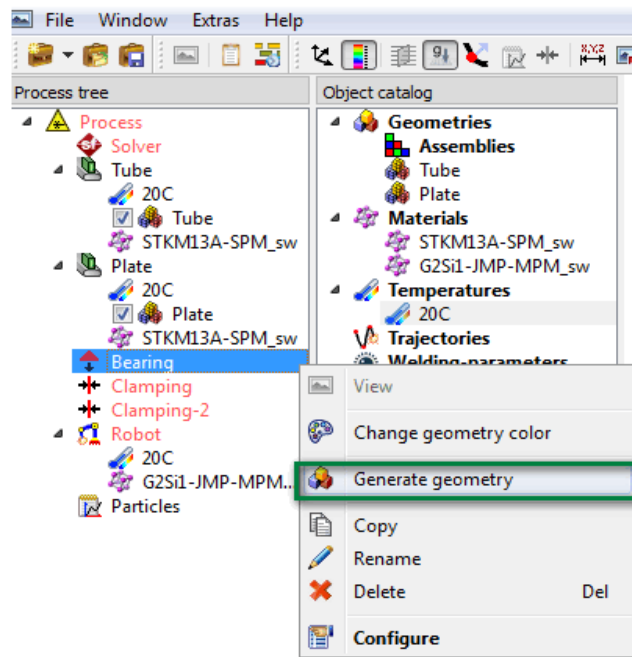 File Window Extras Help
X,Y,Z
Process tree
Process
Solver
Tube
20C
Tube
STKM13A-SPM_sw
Plate
20C
Plate
STKM13A-SPM_sw
Bearing
Clamping
Clamping-2
Robot
20C
G2Si1-JMP-MPM...
Particles
Object catalog
Geometries
Assemblies
Tube
Plate
Materials
STKM13A-SPM_sw
G2Si1-JMP-MPM_sw
Temperatures
20C
Trajectories
Welding-parameters
View
Change geometry color
Generate geometry
Copy
Rename
Delete Del
Configure